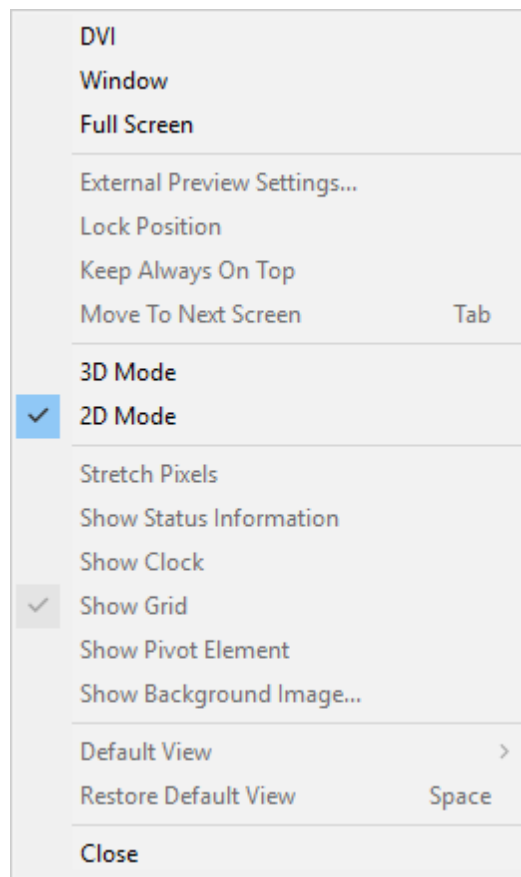 DVI
Window
Full Screen
External Preview Settings...
Lock Position
Keep Always On Top
Move To Next Screen Tab
3D Mode
2D Mode
Stretch Pixels
Show Status Information
Show Clock
Show Grid
Show Pivot Element
Show Background Image...
Default View
Restore Default View Space
Close